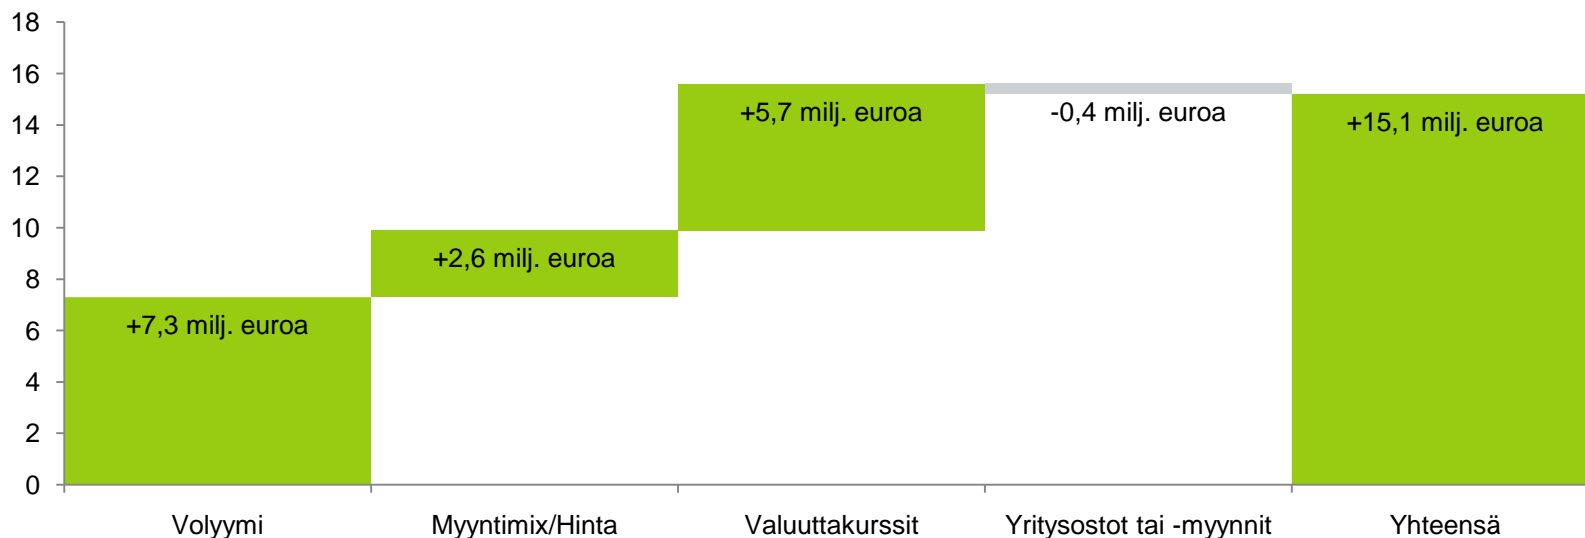 18
16
14
12
10
8
6
4
2
0
+7,3 milj. euroa
+2,6 milj. euroa
+5,7 milj. euroa
-0,4 milj. euroa
+15,1 milj. euroa
Volyymi
Myyntimix/Hinta
Valuuttakurssit
Yritysostot tai -myynnit
Yhteensä